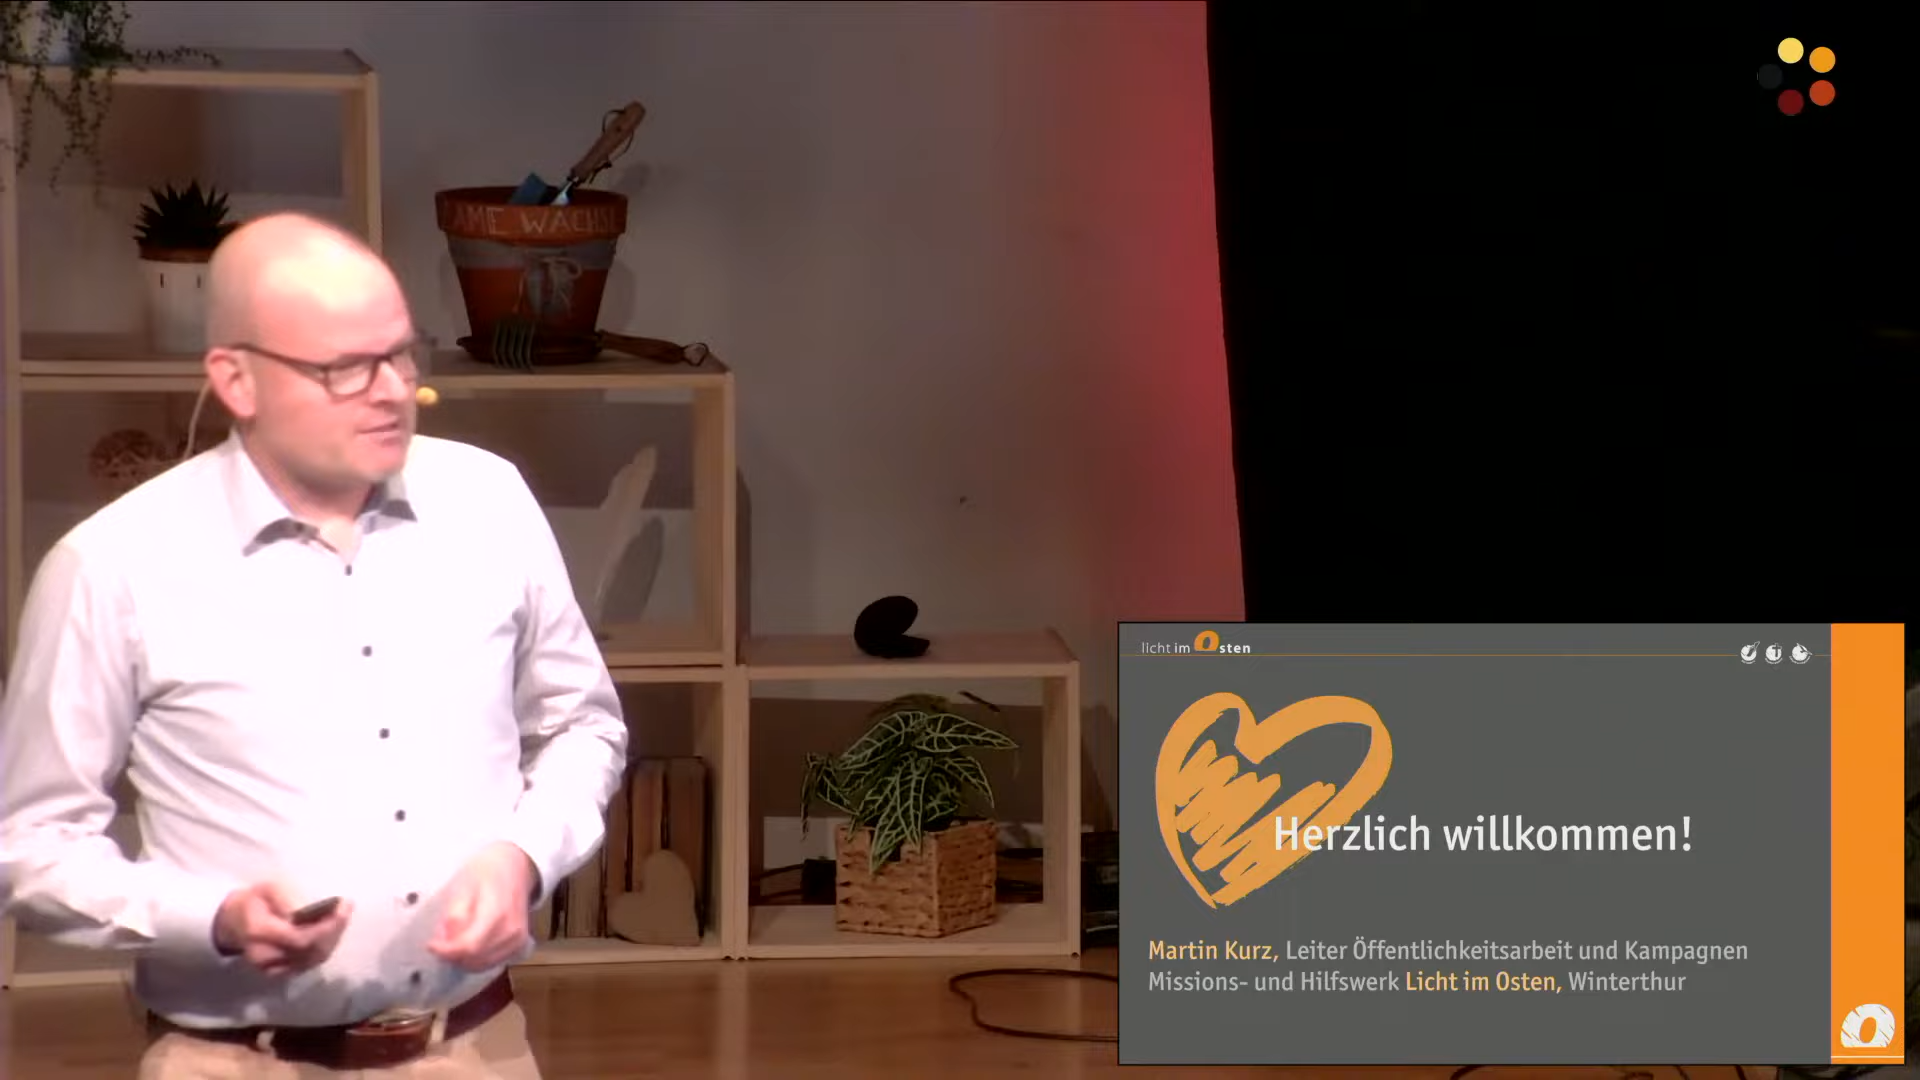 licht im Osten
Herzlich willkommen!
Martin Kurz, Leiter Öffentlichkeitsarbeit und Kampagnen
Missions- und Hilfswerk Licht im Osten, Winterthur